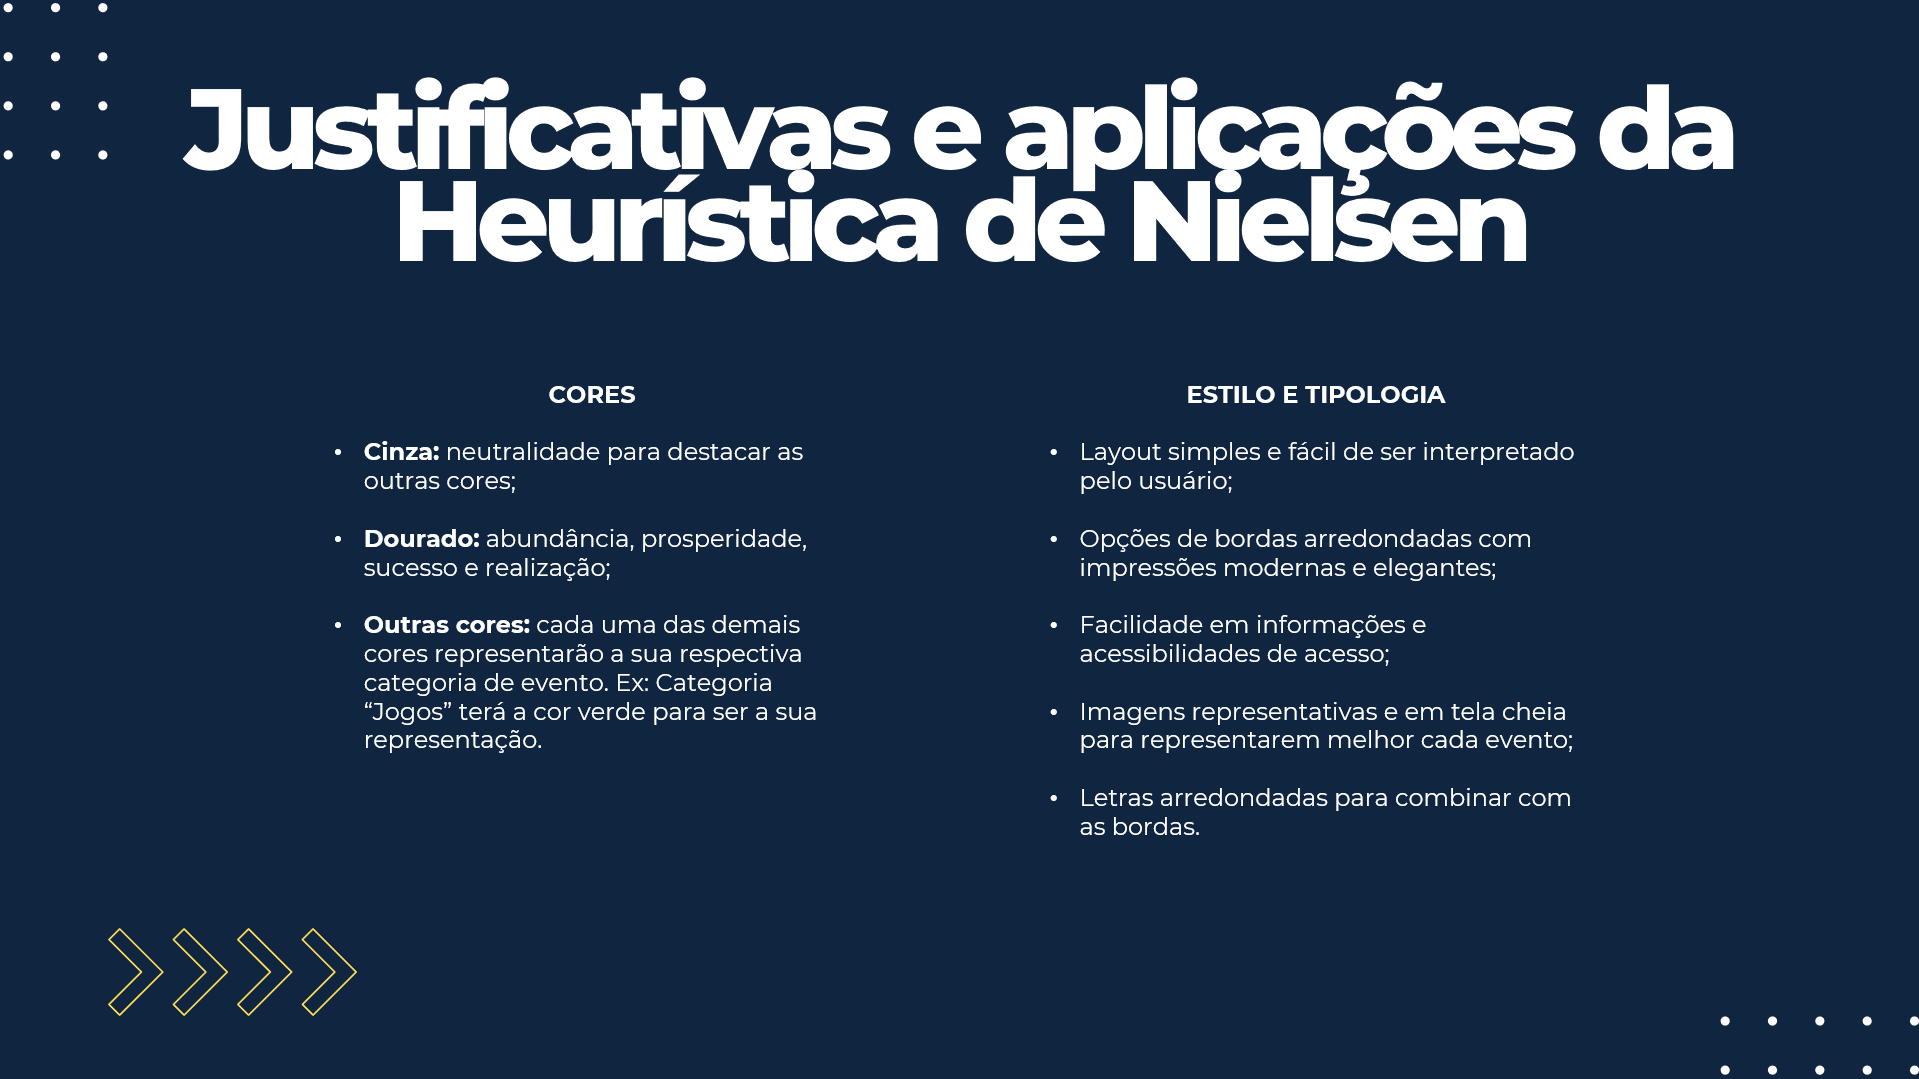 Justificativas e aplicações da
Heurística de Nielsen
CORES
• Cinza: neutralidade para destacar as
outras cores;
• Dourado: abundância, prosperidade,
sucesso e realização;
• Outras cores: cada uma das demais
cores representarão a sua respectiva
categoria de evento. Ex: Categoria
“Jogos” terá a cor verde para ser a sua
representação.
ESTILO E TIPOLOGIA
• Layout simples e fácil de ser interpretado
pelo usuário;
• Opções de bordas arredondadas com
impressões modernas e elegantes;
• Facilidade em informações e
acessibilidades de acesso;
• Imagens representativas e em tela cheia
para representarem melhor cada evento;
• Letras arredondadas para combinar com
as bordas.